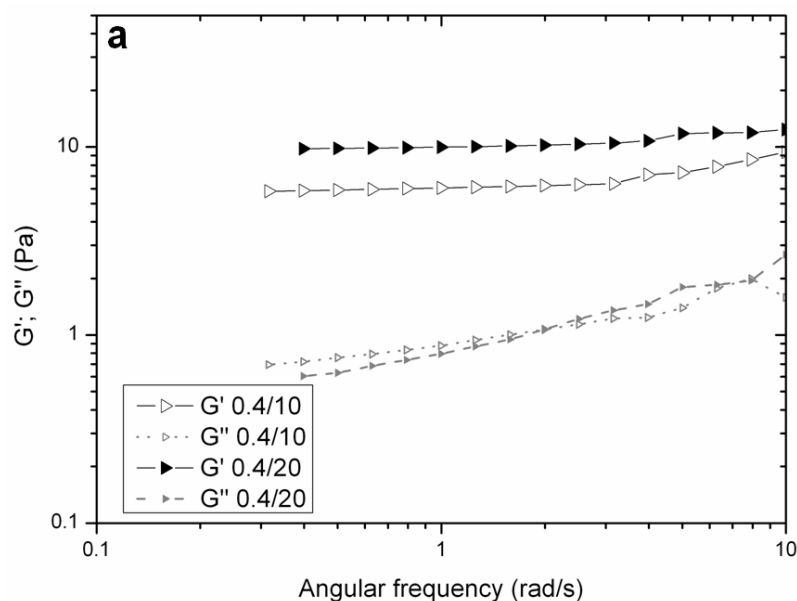 a
10
1
0.1
G'; G'' (Pa)
G' 0.4/10
G'' 0.4/10
G' 0.4/20
G'' 0.4/20
0.1
1
10
Angular frequency (rad/s)